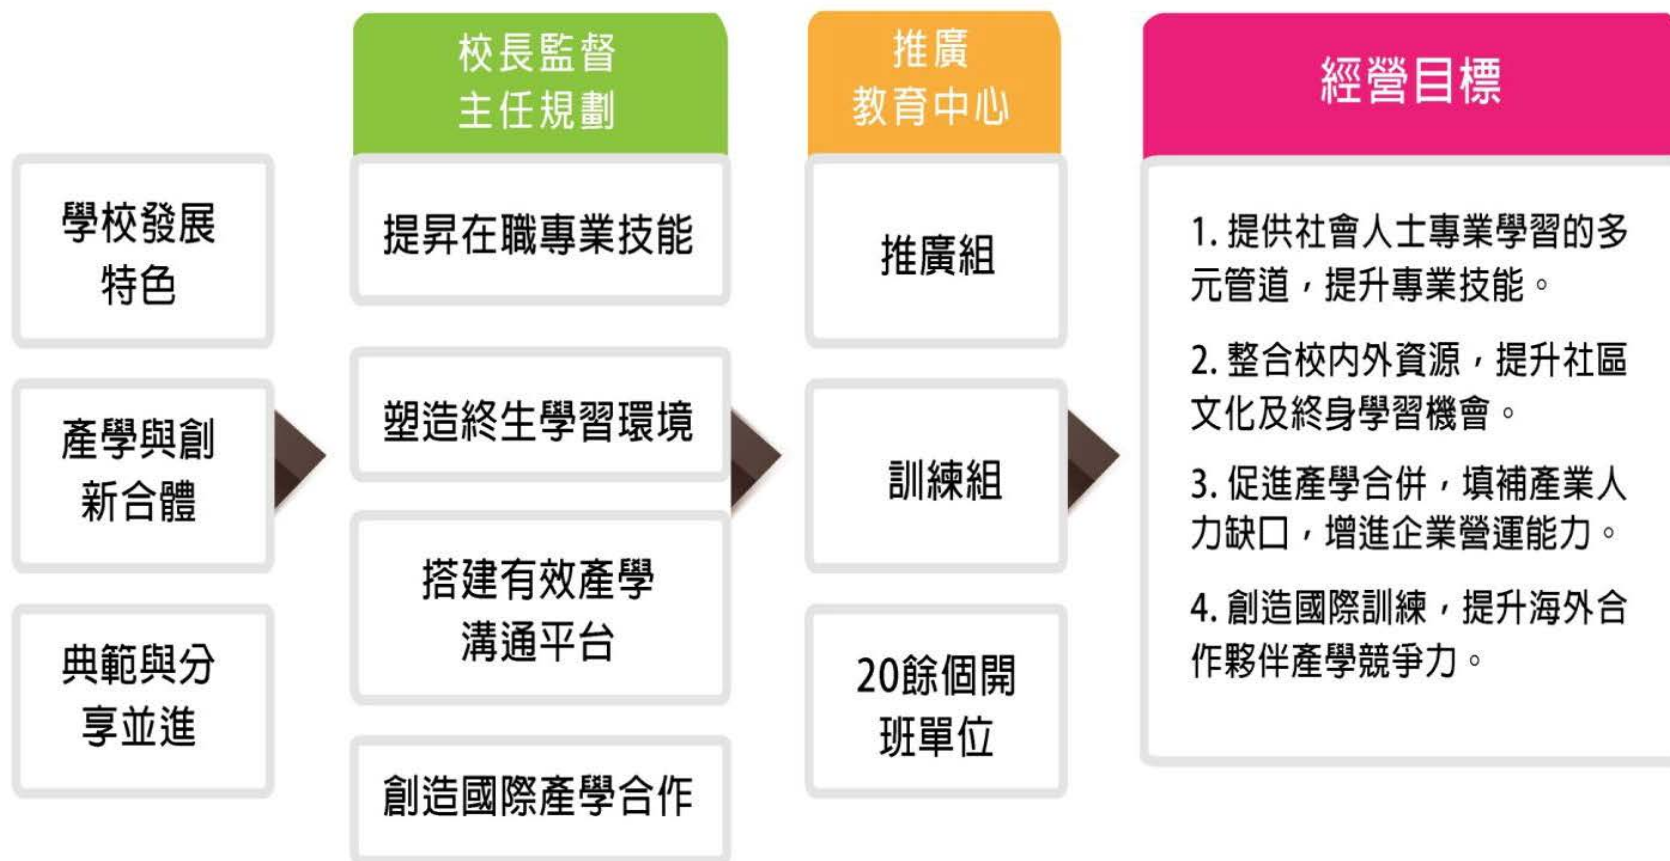 學校發展
特色
產學與創
新合體
典範與分
享並進
校長監督
主任規劃
提昇在職專業技能
塑造終生學習環境
搭建有效產學
溝通平台
創造國際產學合作
推廣
教育中心
推廣組
訓練組
20餘個開
班單位
經營目標
1. 提供社會人士專業學習的多
元管道，提升專業技能。
2. 整合校內外資源，提升社區
文化及終身學習機會。
3. 促進產學合併，填補產業人
力缺口，增進企業營運能力。
4. 創造國際訓練，提升海外合
作夥伴產學競爭力。